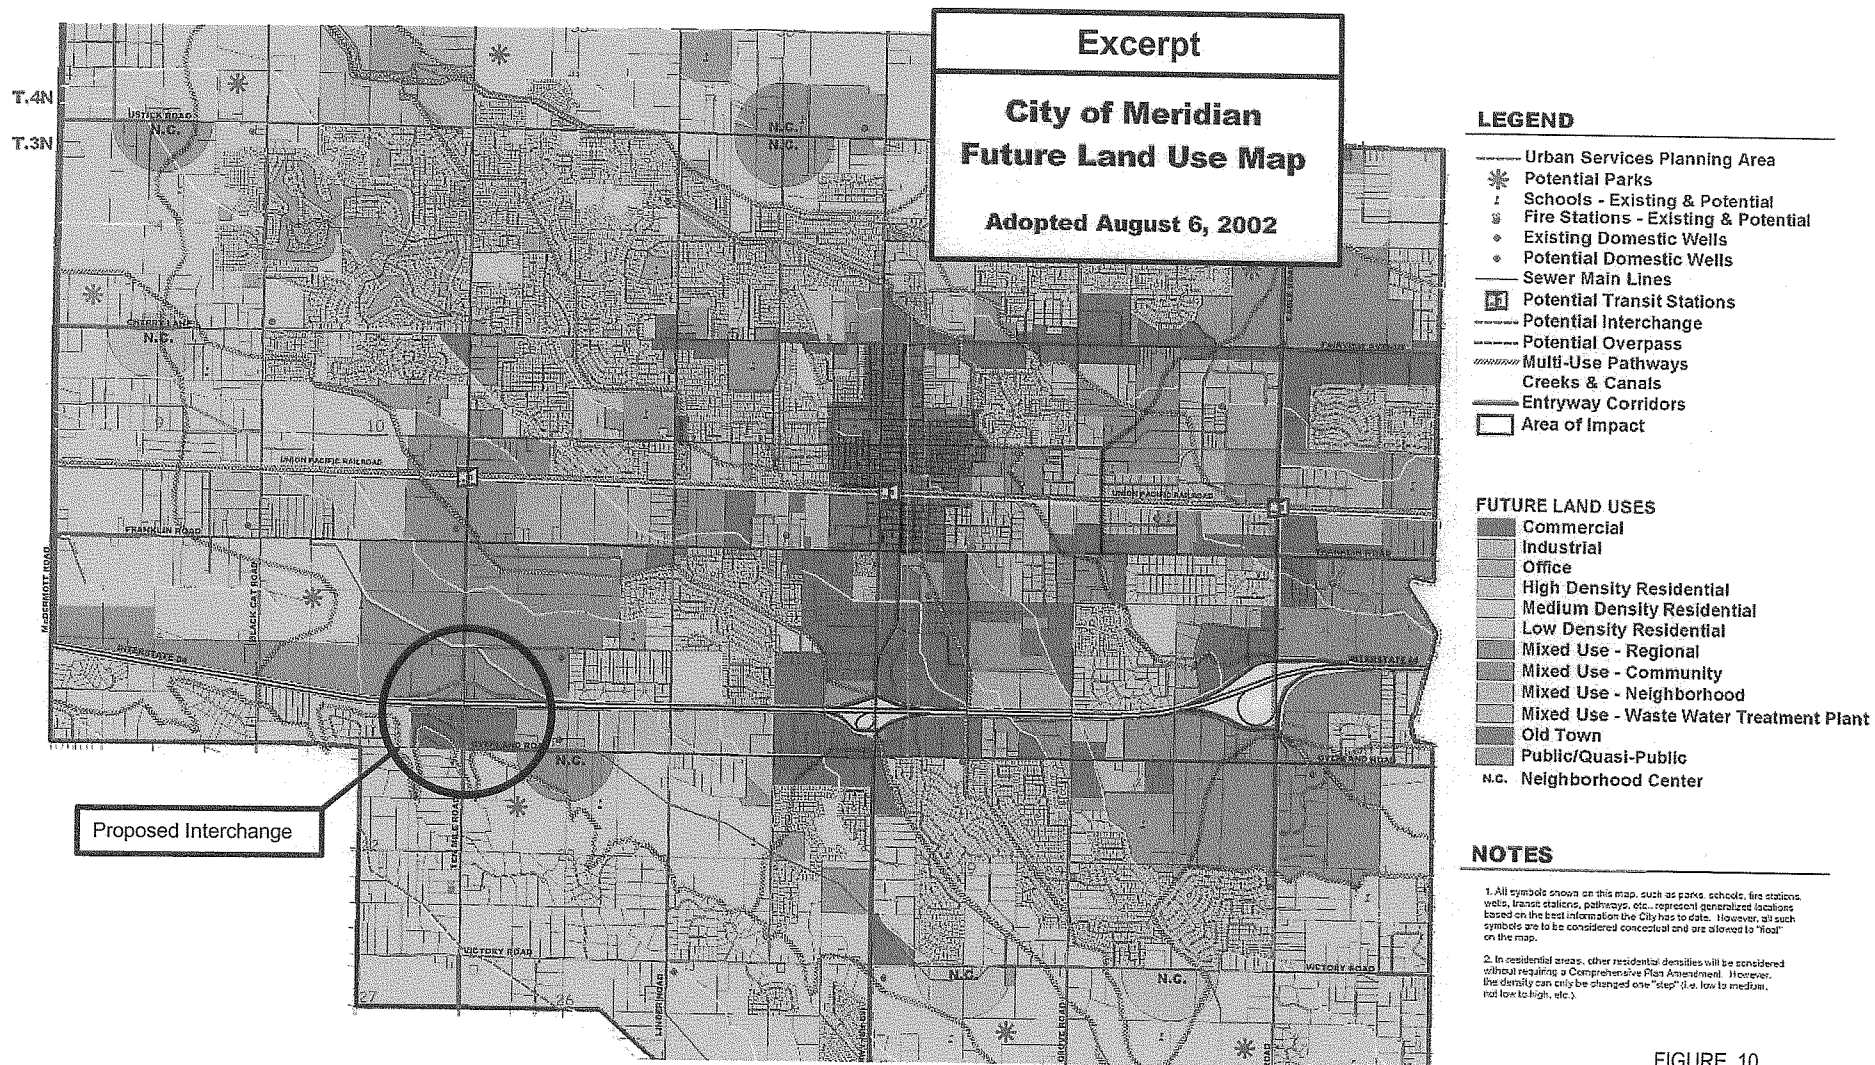 Excerpt
City of Meridian
Future Land Use Map
Adopted August 6, 2002
T.4N
T.3N
USTICK ROAD
N.C.
N.C.
N.C.
CHERRY LANE
N.C.
FAIRVIEW AVENUE
9
10
UNION PACIFIC RAILROAD
UNION PACIFIC RAILROAD
FRANKLIN ROAD
FRANKLIN ROAD
McDERMOTT ROAD
BLACK CAT ROAD
INTERSTATE 84
INTERSTATE 84
OVERLAND ROAD
OVERLAND ROAD
N.C.
Proposed Interchange
TEN MILE ROAD
VICTORY ROAD
VICTORY ROAD
N.C.
N.C.
27
26
LINDER ROAD
ROAD
LEGEND
Urban Services Planning Area
Potential Parks
Schools - Existing & Potential
Fire Stations - Existing & Potential
Existing Domestic Wells
Potential Domestic Wells
Sewer Main Lines
Potential Transit Stations
Potential Interchange
Potential Overpass
Multi-Use Pathways
Creeks & Canals
Entryway Corridors
Area of Impact
FUTURE LAND USES
Commercial
Industrial
Office
High Density Residential
Medium Density Residential
Low Density Residential
Mixed Use - Regional
Mixed Use - Community
Mixed Use - Neighborhood
Mixed Use - Waste Water Treatment Plant
Old Town
Public/Quasi-Public
N.C. Neighborhood Center
NOTES
1. All symbols shown on this map, such as parks, schools, fire stations,
wells, transit stations, pathways, etc., represent generalized locations
based on the best information the City has to date. However, all such
symbols are to be considered conceptual and are allowed to "float"
on the map.
2. In residential areas, other residential densities will be considered
without requiring a Comprehensive Plan Amendment. However,
the density can only be changed one "step" (i.e. low to medium,
not low to high, etc.).
FIGURE 10